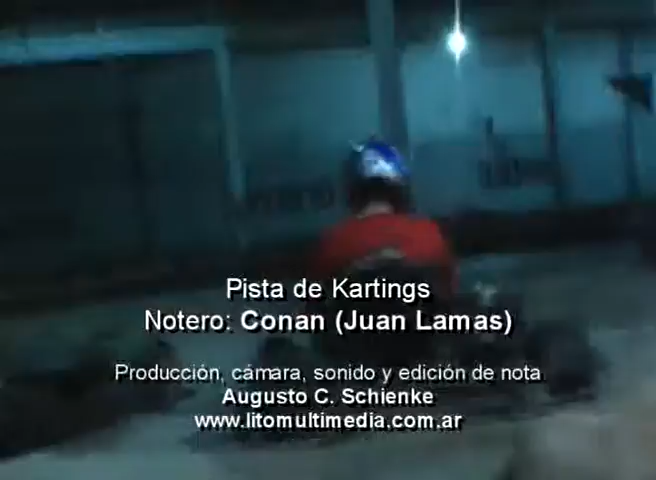 Pista de Kartings
Notero: Conan (Juan Lamas)
Producción, cámara, sonido y edición de nota
Augusto C. Schienke
www.litomultimedia.com.ar